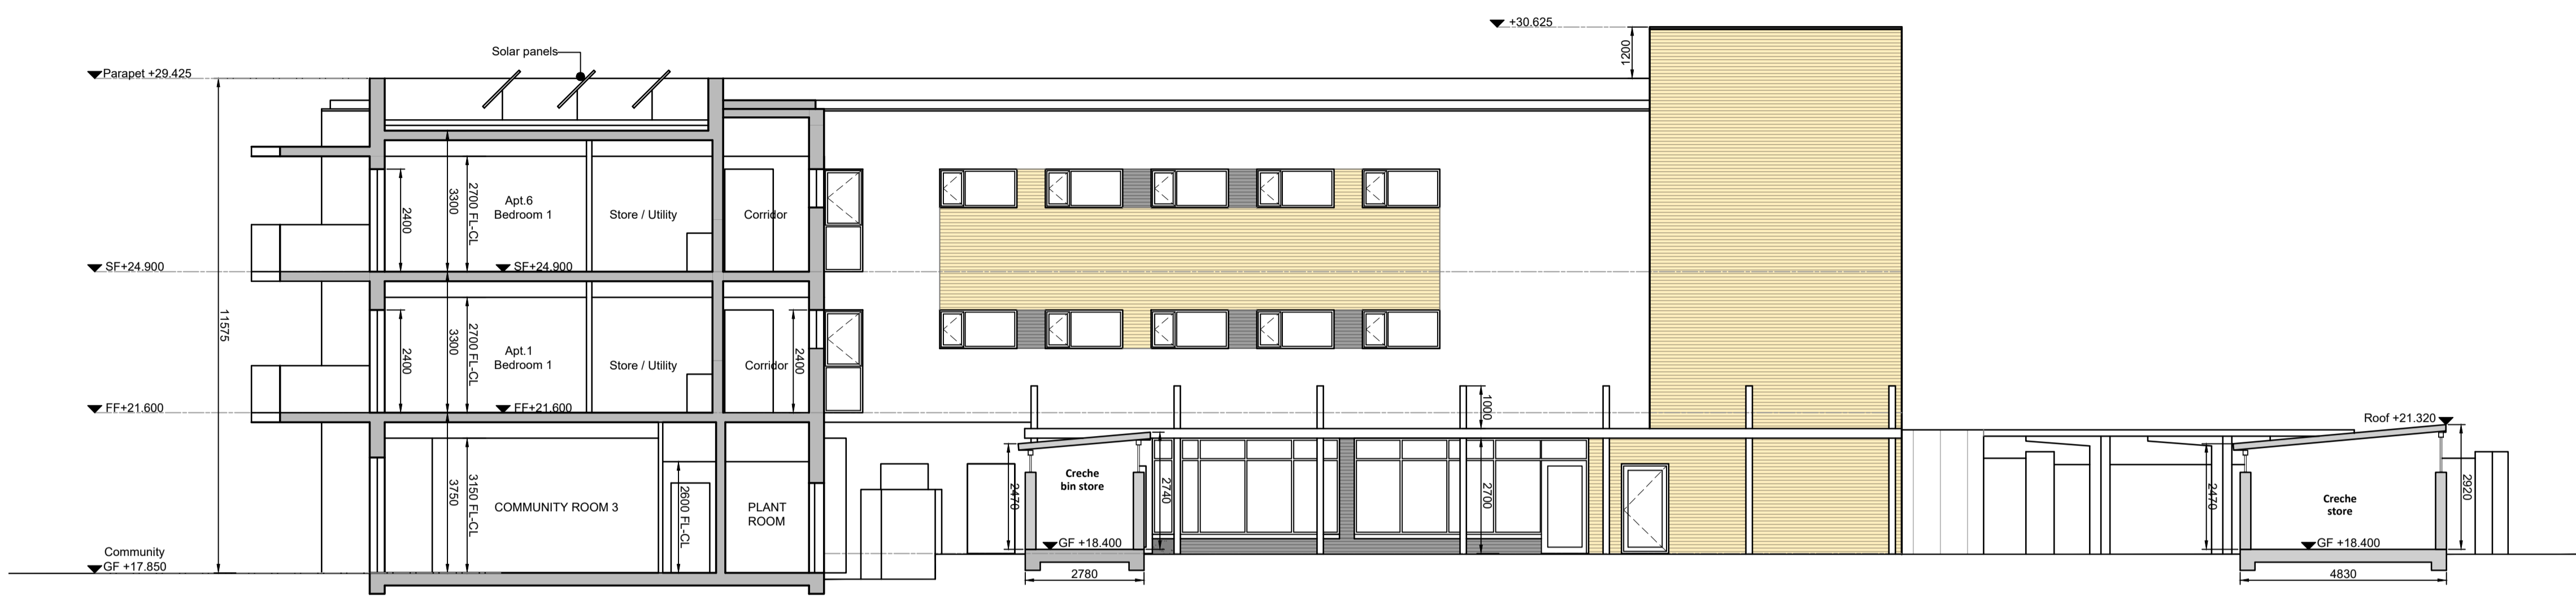 +30.625
1200
Solar panels
Parapet +29.425
2400
3300
2700 FL-CL
Apt.6
Bedroom 1
Store / Utility
Corridor
SF+24.900
SF+24.900
11575
2400
3300
2700 FL-CL
Apt.1
Bedroom 1
Store / Utility
Corridor
2400
FF+21.600
FF+21.600
1000
Roof +21.320
3750
3150 FL-CL
COMMUNITY ROOM 3
2600 FL-CL
PLANT
ROOM
2470
Creche
bin store
2740
2700
2470
Creche
store
2920
GF +18.400
GF +18.400
Community
GF +17.850
2780
4830